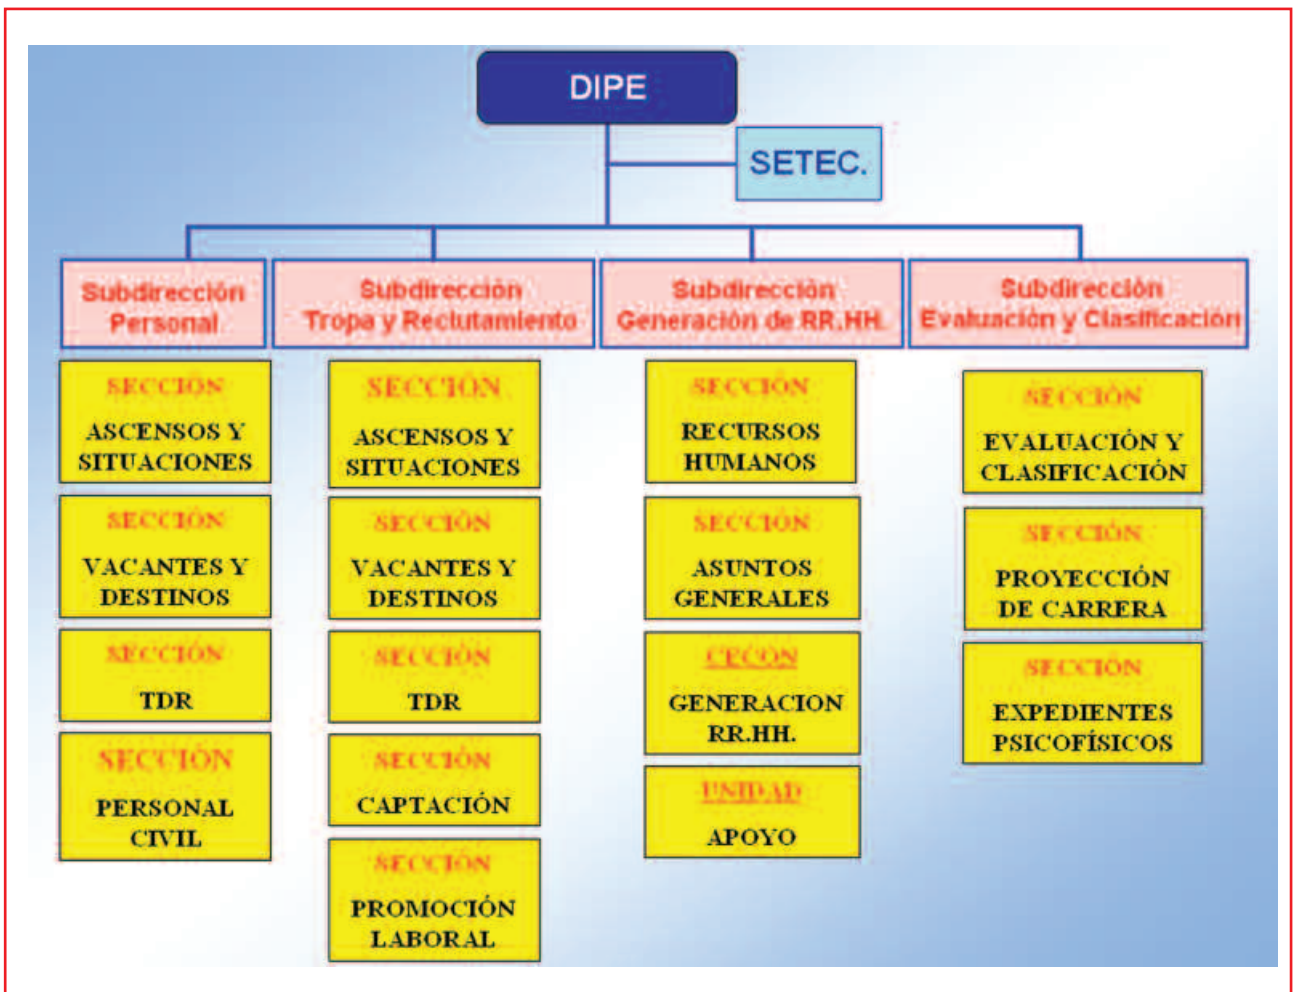 DIPE
SETEC.
Subdirección
Personal
SECCIÓN
ASCENSOS Y
SITUACIONES
SECCIÓN
VACANTES Y
DESTINOS
SECCIÓN
TDR
SECCIÓN
PERSONAL
CIVIL
Subdirección
Tropa y Reclutamiento
SECCIÓN
ASCENSOS Y
SITUACIONES
SECCIÓN
VACANTES Y
DESTINOS
SECCIÓN
TDR
SECCIÓN
CAPTACIÓN
SECCIÓN
PROMOCIÓN
LABORAL
Subdirección
Generación de RR.HH.
SECCIÓN
RECURSOS
HUMANOS
SECCIÓN
ASUNTOS
GENERALES
CECON
GENERACION
RR.HH.
UNIDAD
APOYO
Subdirección
Evaluación y Clasificación
SECCIÓN
EVALUACIÓN Y
CLASIFICACIÓN
SECCIÓN
PROYECCIÓN
DE CARRERA
SECCIÓN
EXPEDIENTES
PSICOFÍSICOS